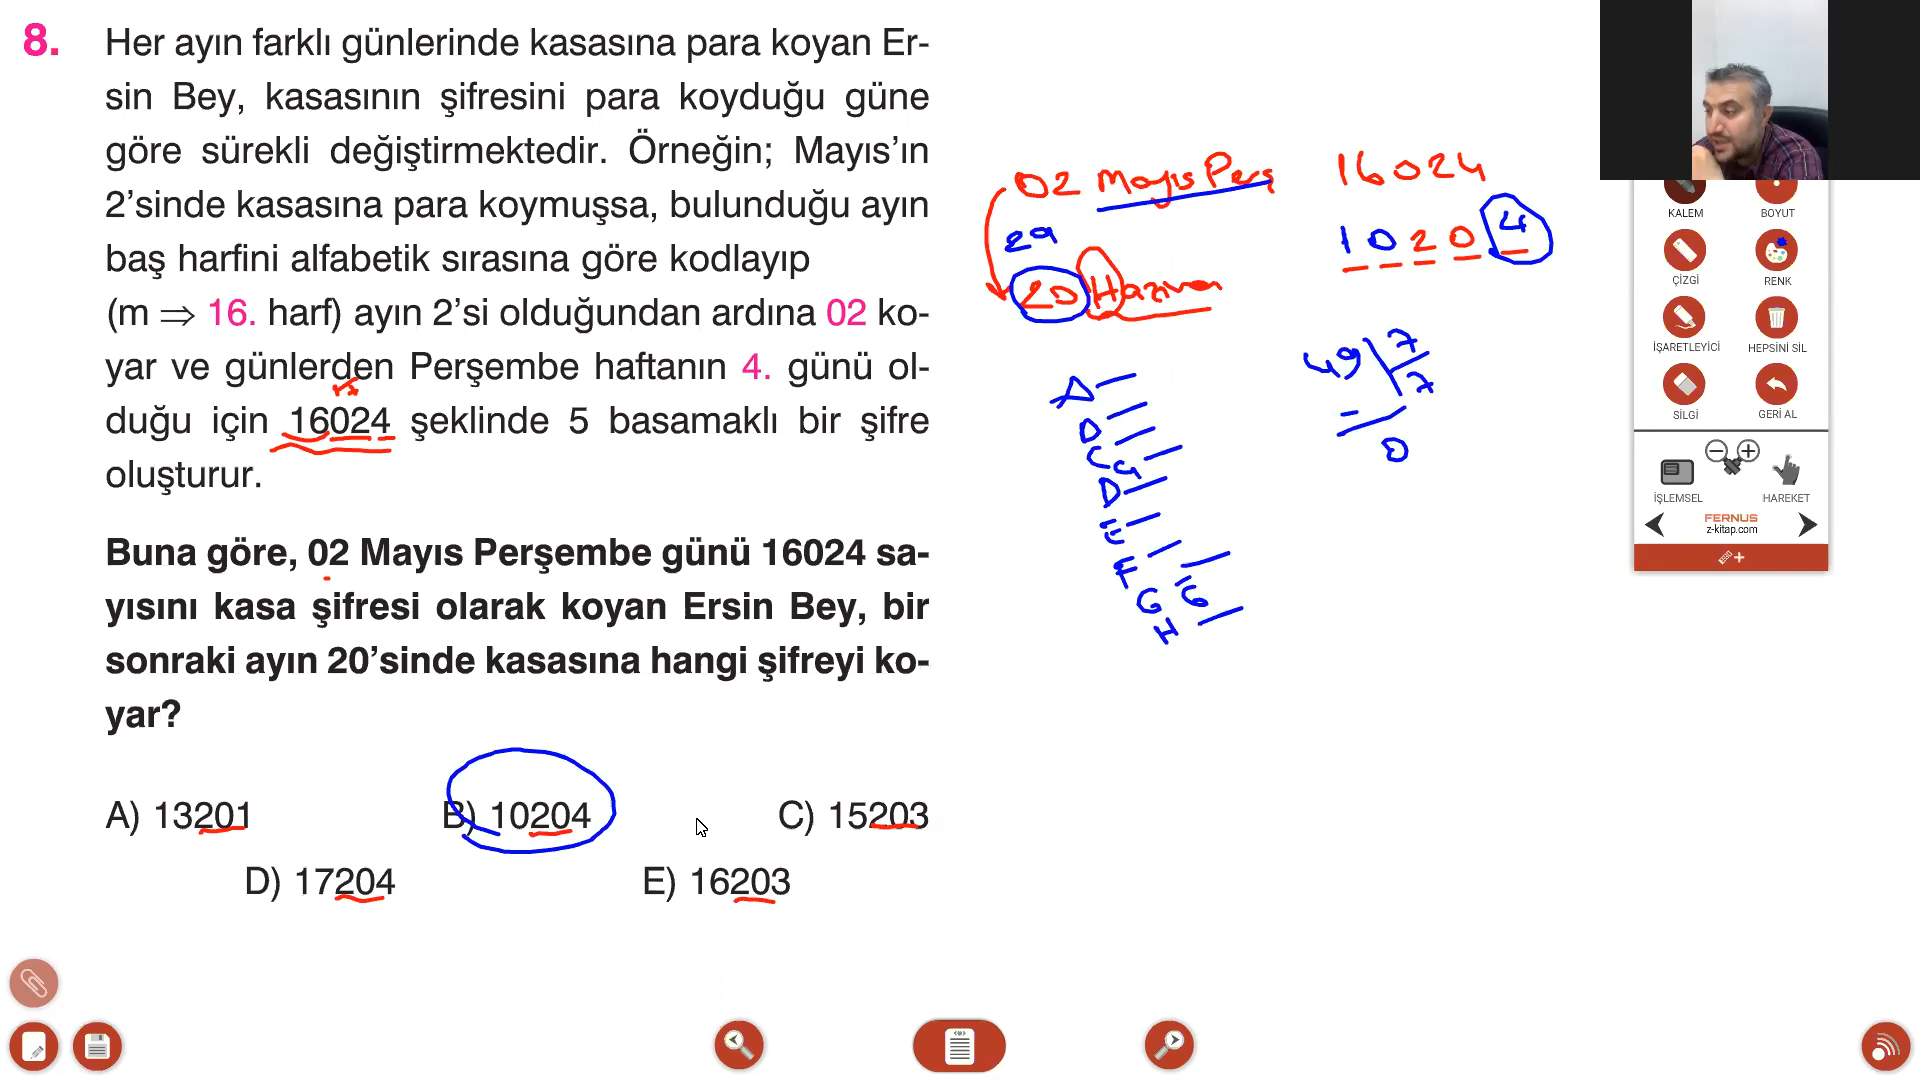 8. Her ayın farklı günlerinde kasasına para koyan Er-
sin Bey, kasasının şifresini para koyduğu güne
göre sürekli değiştirmektedir. Örneğin; Mayıs’ın
2’sinde kasasına para koymuşsa, bulunduğu ayın
baş harfini alfabetik sırasına göre kodlayıp
(m ⇒ 16. harf) ayın 2’si olduğundan ardına 02 ko-
yar ve günlerden Perşembe haftanın 4. günü ol-
duğu için 16024 şeklinde 5 basamaklı bir şifre
oluşturur.
Buna göre, 02 Mayıs Perşembe günü 16024 sa-
yısını kasa şifresi olarak koyan Ersin Bey, bir
sonraki ayın 20’sinde kasasına hangi şifreyi ko-
yar?
A) 13201 B) 10204 C) 15203
D) 17204 E) 16203
02 Mayıs Perş 16024
29 10204
20 Haziran
49 7
7
0
A
B
C
Ç
D
E
F
G
Ğ
H
KALEM BOYUT
ÇİZGİ RENK
İŞARETLEYİCİ HEPSİNİ SİL
SİLGİ GERİ AL
İŞLEMSEL HAREKET
FERNUS
z-kitap.com